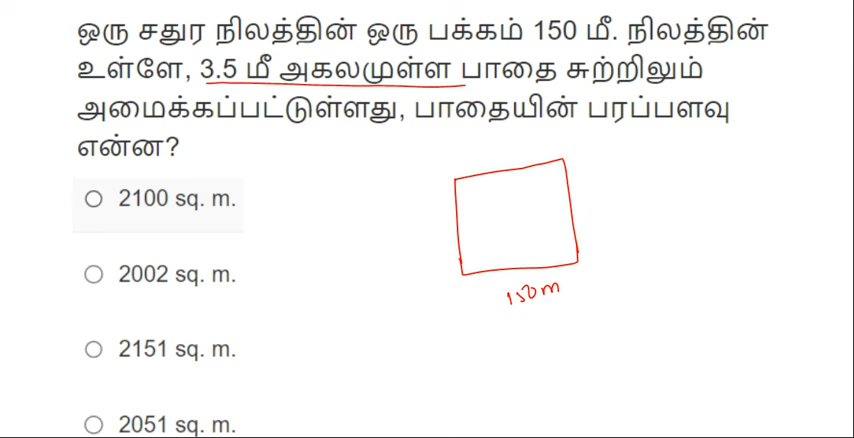 ஒரு சதுர நிலத்தின் ஒரு பக்கம் 150 மீ. நிலத்தின்
உள்ளே, 3.5 மீ அகலமுள்ள பாதை சுற்றிலும்
அமைக்கப்பட்டுள்ளது, பாதையின் பரப்பளவு
என்ன?
2100 sq. m.
2002 sq. m.
2151 sq. m.
2051 sq. m.
150m